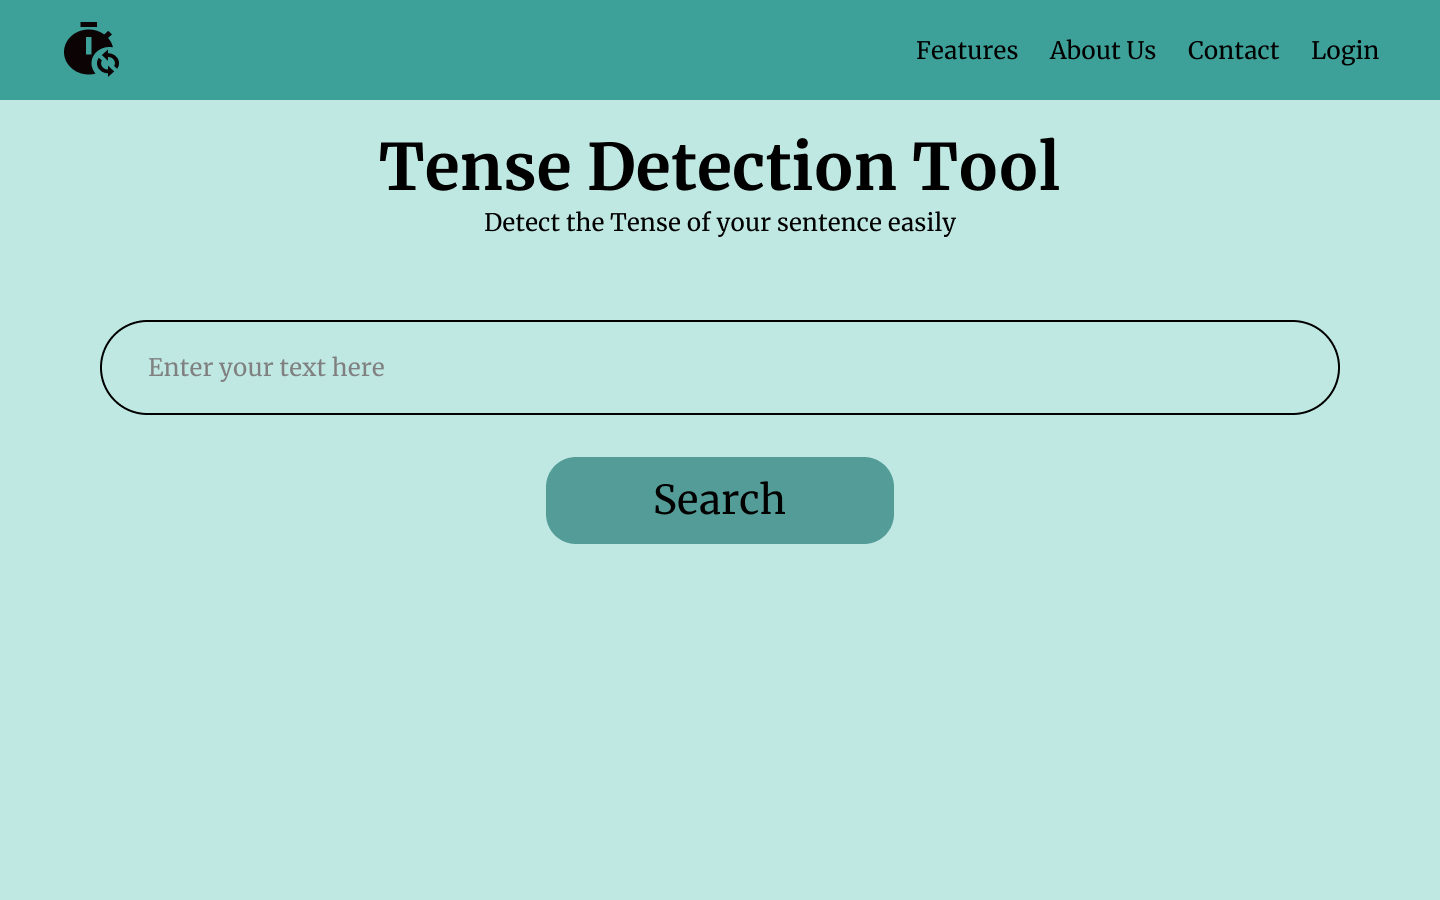 Features About Us Contact Login
Tense Detection Tool
Detect the Tense of your sentence easily
Enter your text here
Search